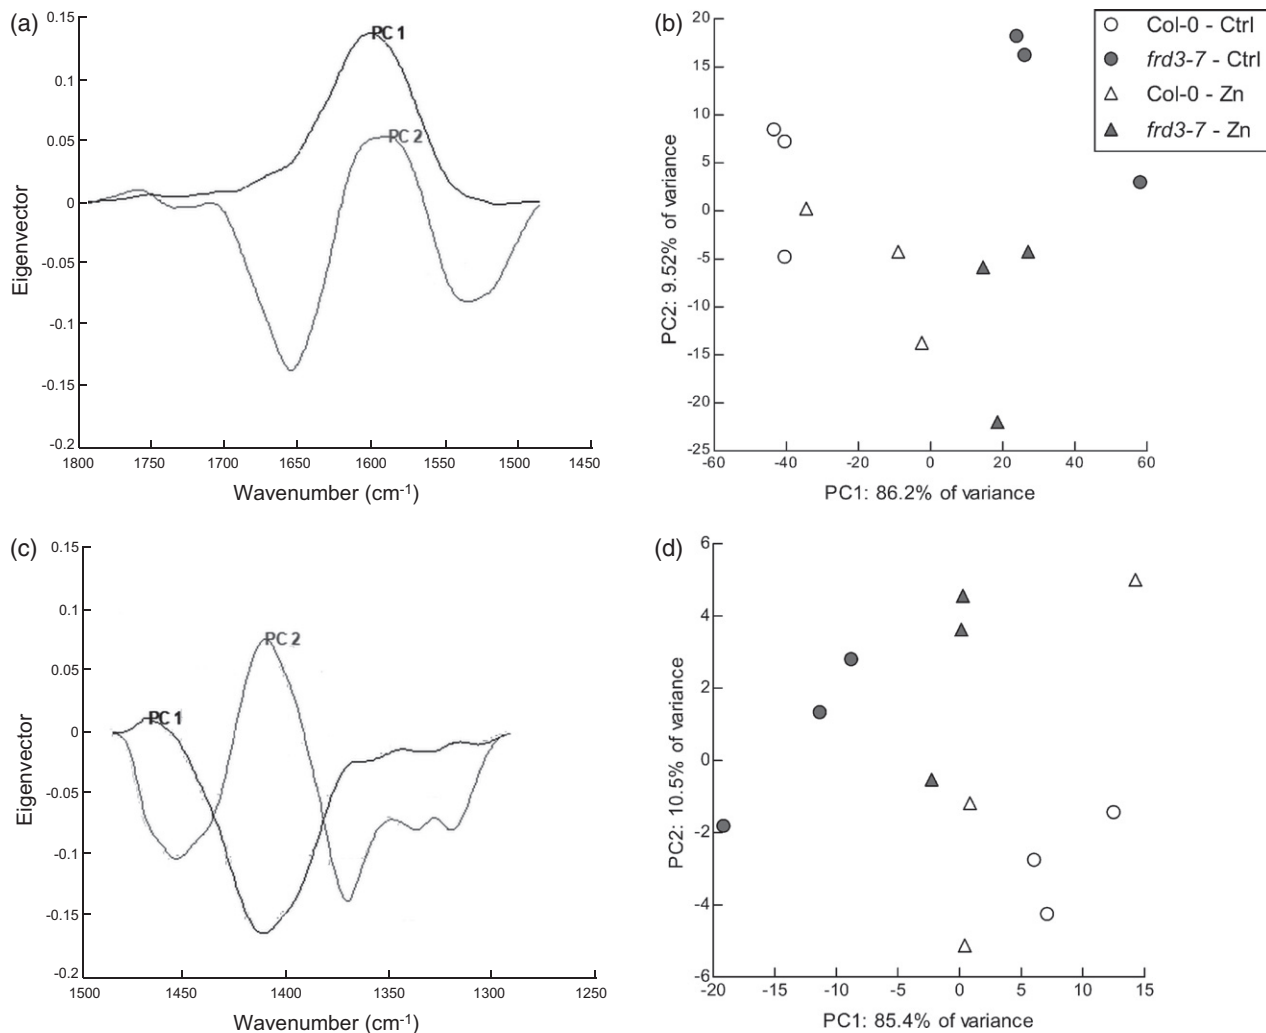 (a)
0.15
0.1
0.05
0
-0.05
-0.1
-0.15
-0.2
Eigenvector
PC 1
PC 2
1800 1750 1700 1650 1600 1550 1500 1450
Wavenumber (cm-1)
(b)
20
15
10
5
0
-5
-10
-15
-20
-25
PC2: 9.52% of variance
-60 -40 -20 0 20 40 60
PC1: 86.2% of variance
Col-0 - Ctrl
frd3-7 - Ctrl
Col-0 - Zn
frd3-7 - Zn
(c)
0.15
0.1
0.05
0
-0.05
-0.1
-0.15
-0.2
Eigenvector
PC 2
PC 1
1500 1450 1400 1350 1300 1250
Wavenumber (cm-1)
(d)
6
4
2
0
-2
-4
-6
PC2: 10.5% of variance
-20 -15 -10 -5 0 5 10 15
PC1: 85.4% of variance